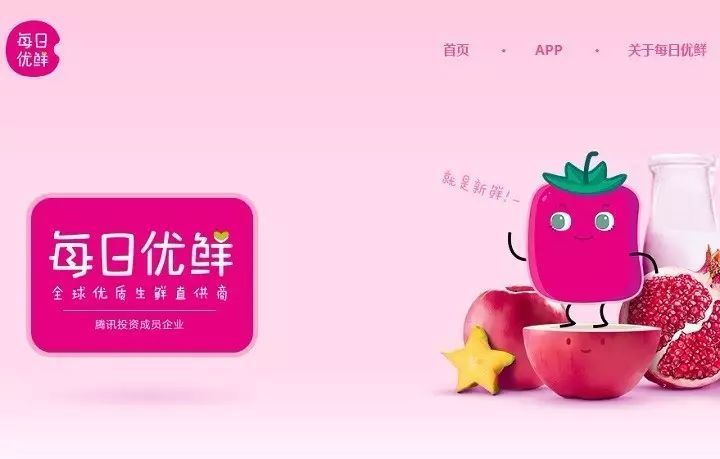 每日
优鲜
首页 • APP • 关于每日优鲜
就是新鲜!~
每日优鲜
全球优质生鲜直供商
腾讯投资成员企业